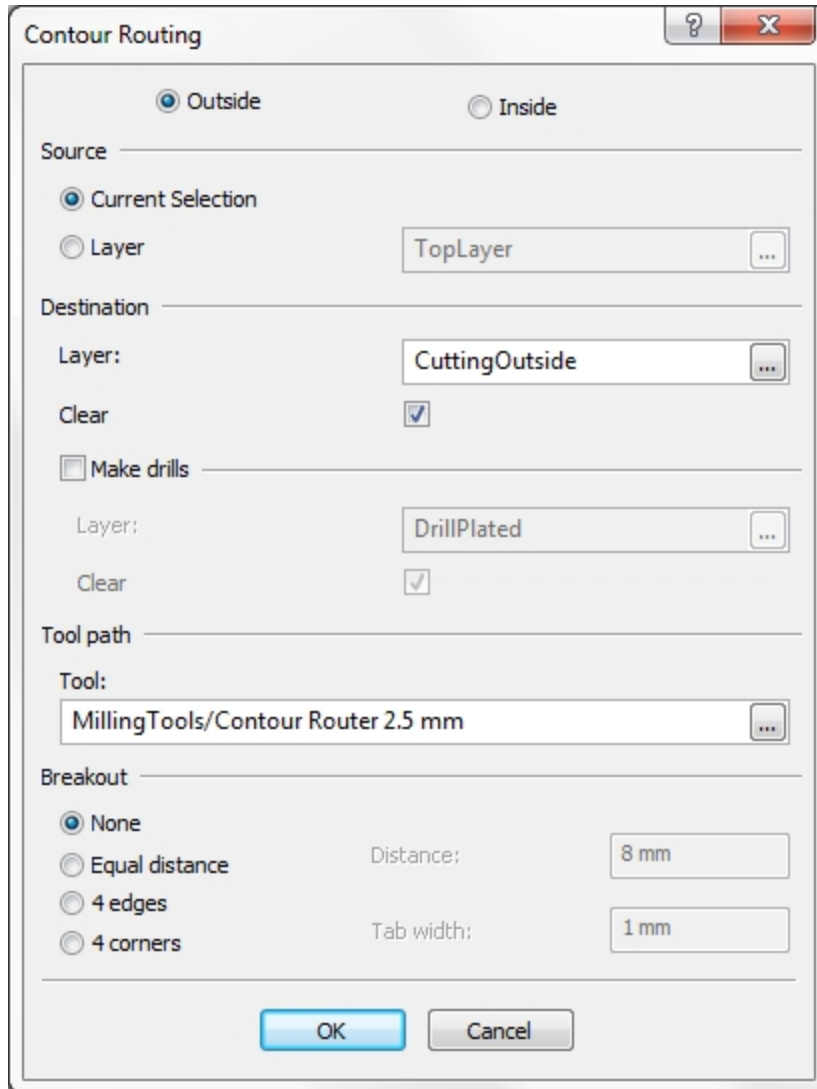 Contour Routing
?
Outside Inside
Source
Current Selection
Layer TopLayer ...
Destination
Layer: CuttingOutside ...
Clear
Make drills
Layer: DrillPlated ...
Clear
Tool path
Tool:
MillingTools/Contour Router 2.5 mm ...
Breakout
None
Equal distance Distance: 8 mm
4 edges
4 corners Tab width: 1 mm
OK Cancel